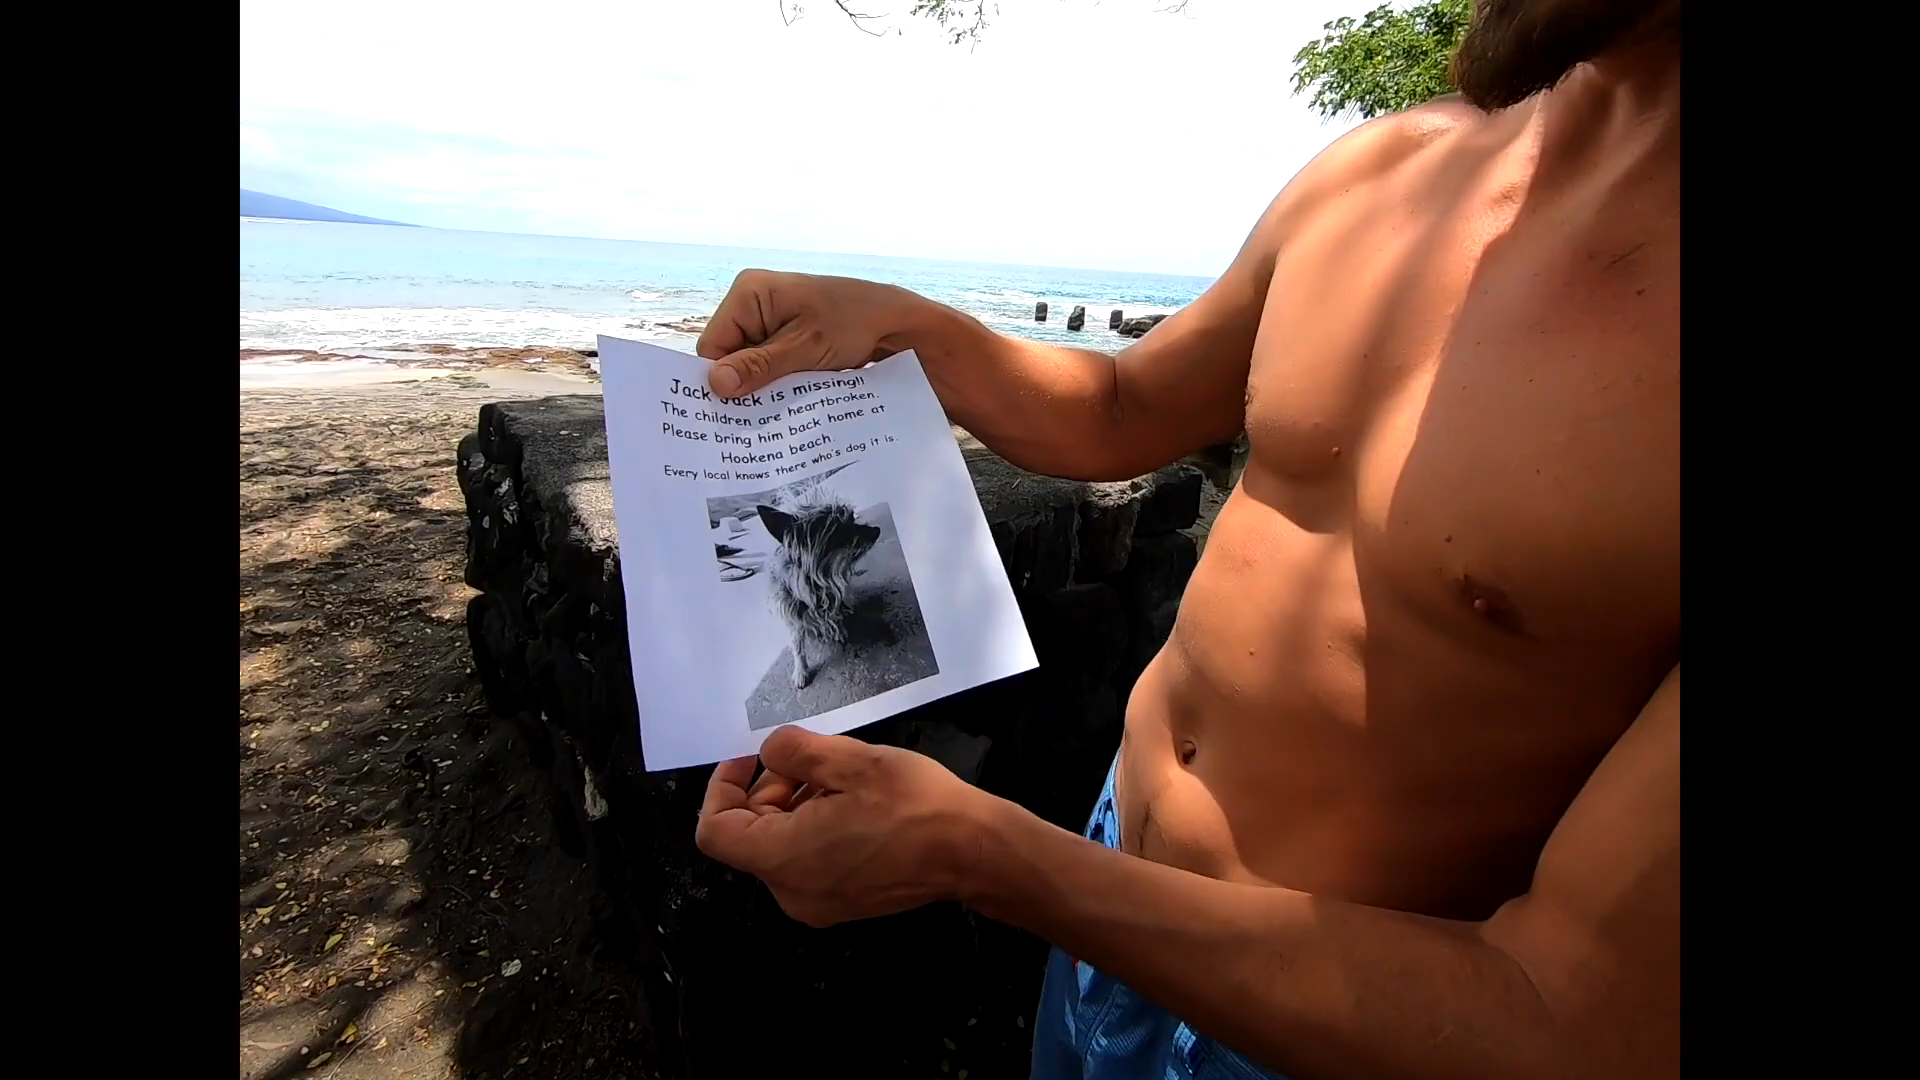 Jack Jack is missing!!
The children are heartbroken.
Please bring him back home at
Hookena beach.
Every local knows there who's dog it is.